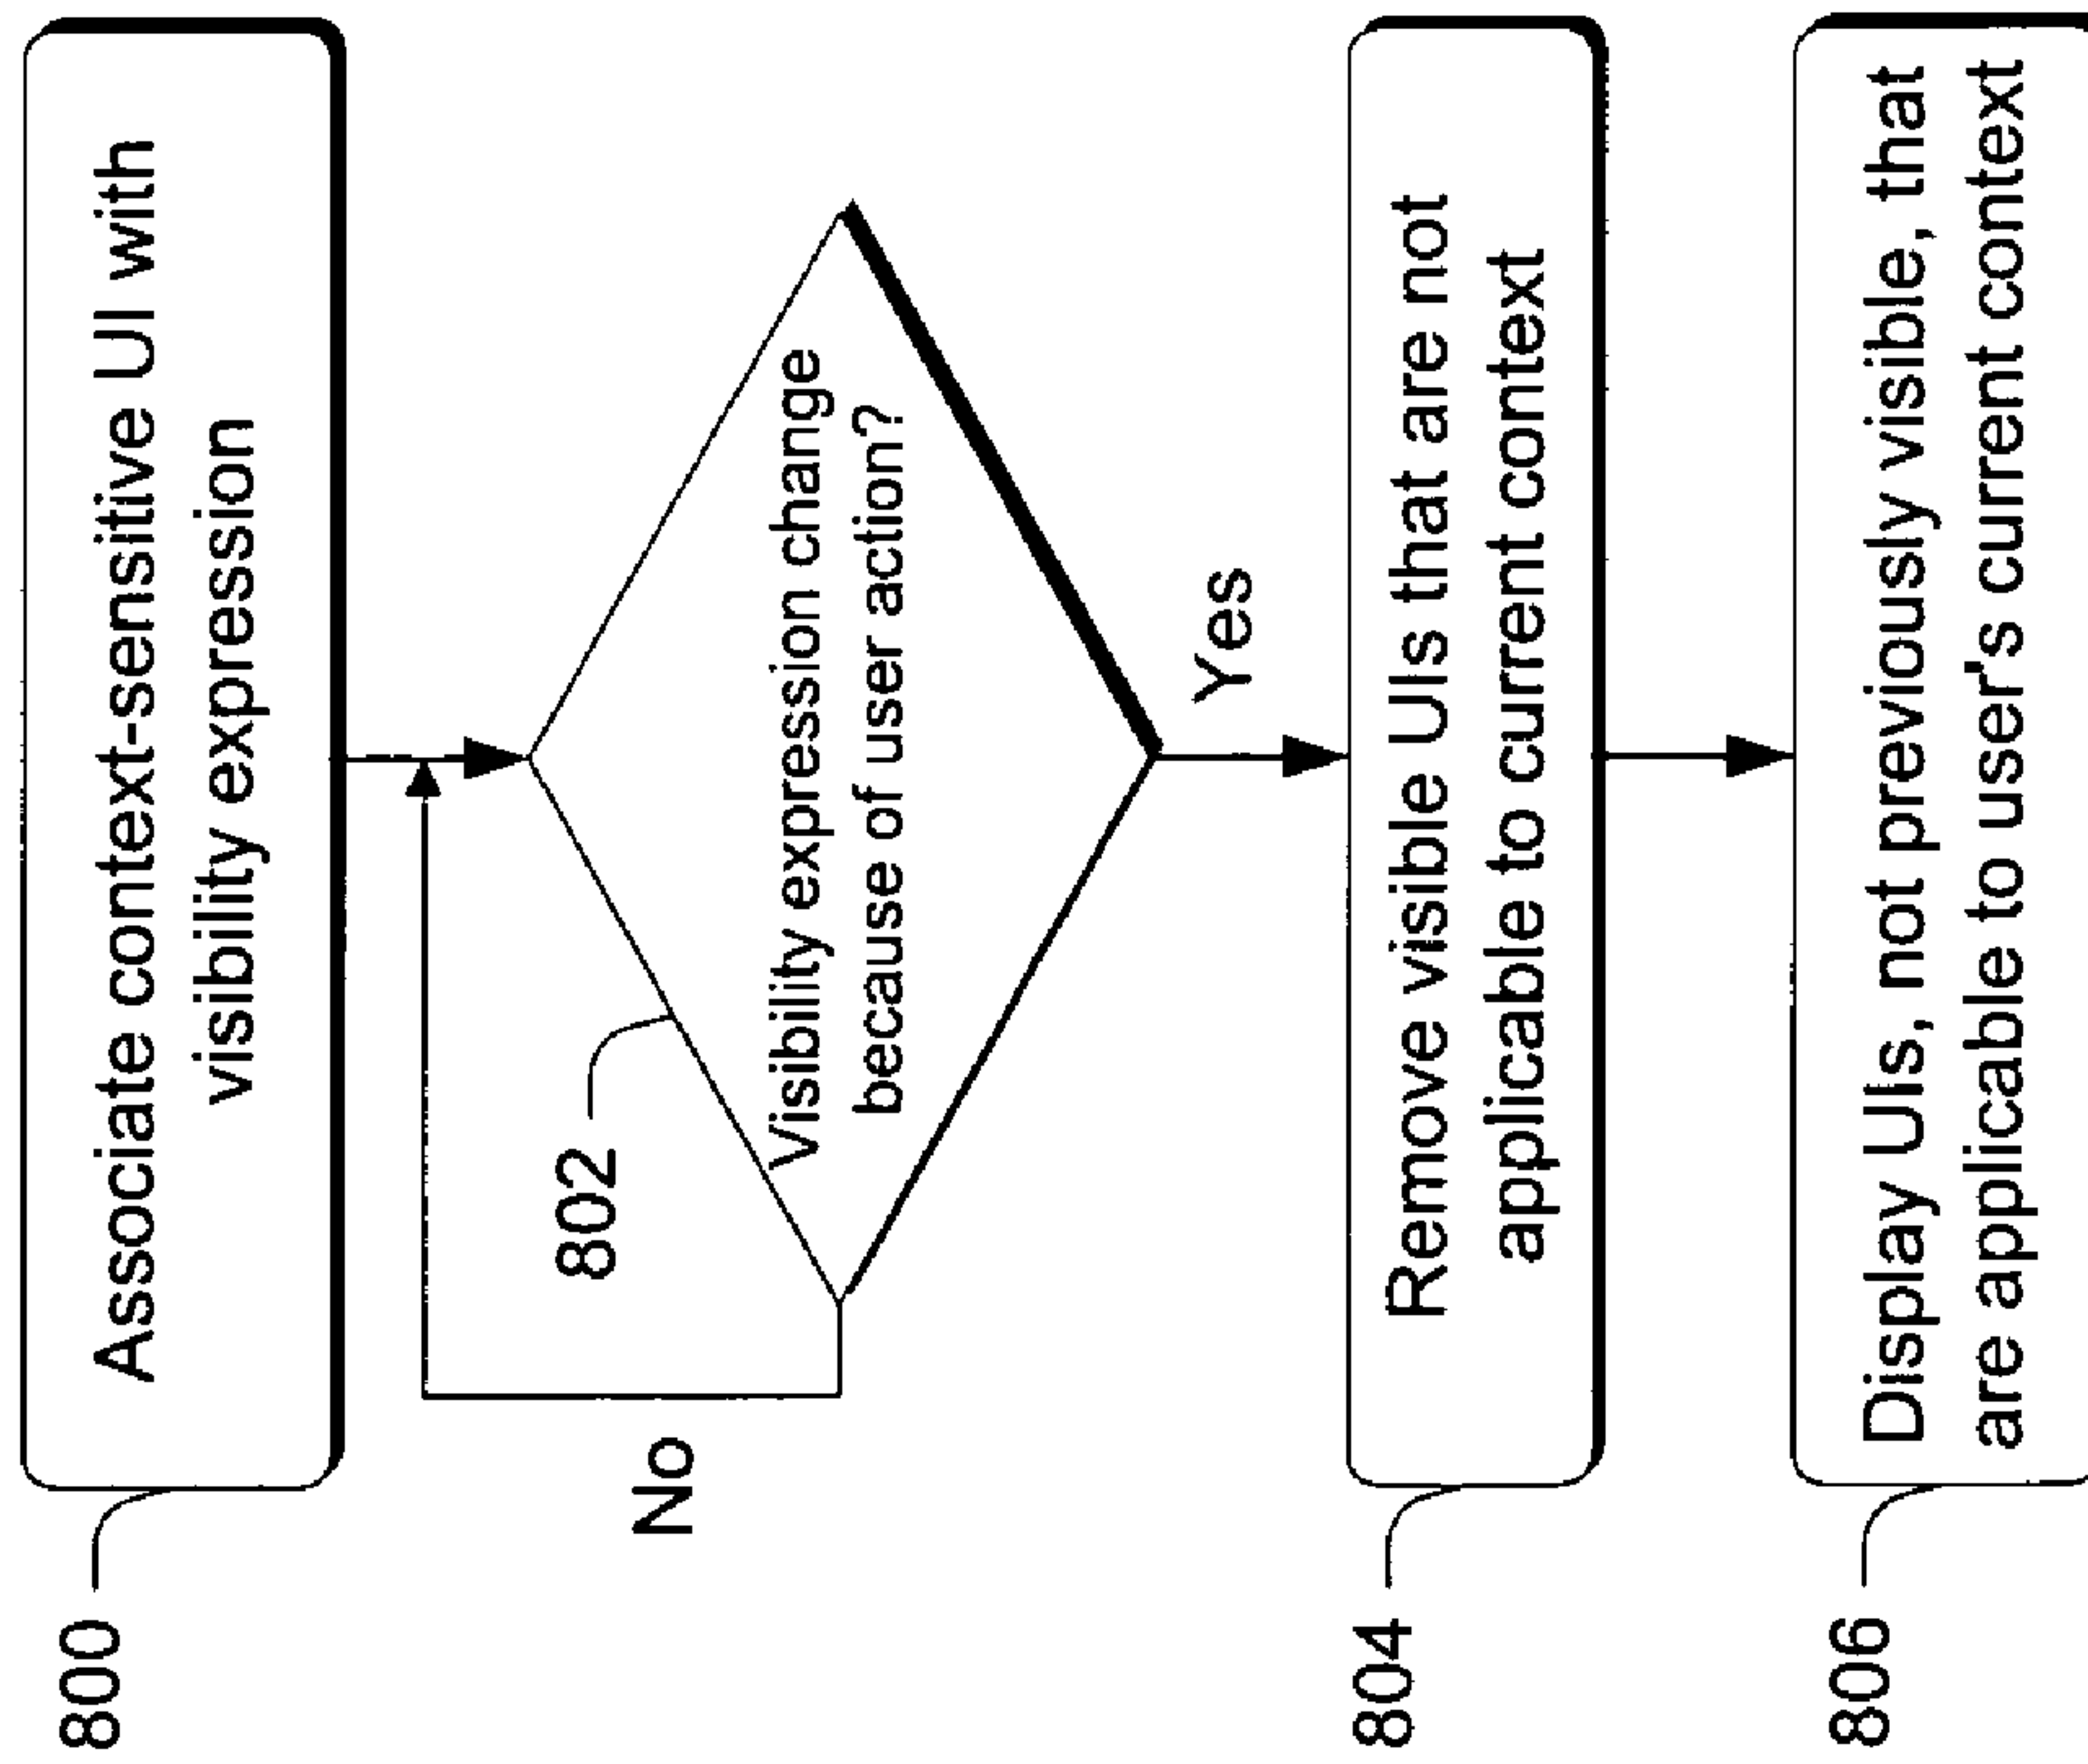 800
Associate context-sensitive UI with
visibility expression
802
Visibility expression change
because of user action?
No
Yes
804
Remove visible UIs that are not
applicable to current context
806
Display UIs, not previously visible, that
are applicable to user's current context